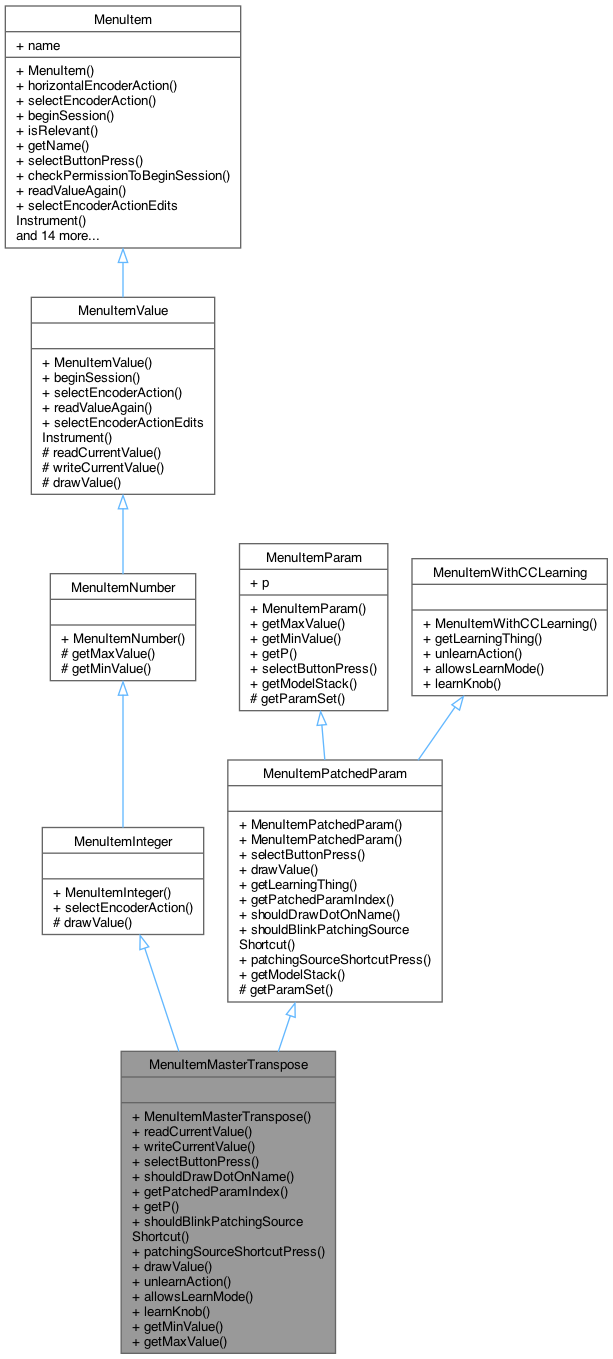 MenuItem
+ name
+ MenuItem()
+ horizontalEncoderAction()
+ selectEncoderAction()
+ beginSession()
+ isRelevant()
+ getName()
+ selectButtonPress()
+ checkPermissionToBeginSession()
+ readValueAgain()
+ selectEncoderActionEdits
Instrument()
and 14 more...
MenuItemValue
+ MenuItemValue()
+ beginSession()
+ selectEncoderAction()
+ readValueAgain()
+ selectEncoderActionEdits
Instrument()
# readCurrentValue()
# writeCurrentValue()
# drawValue()
MenuItemNumber
+ MenuItemNumber()
# getMaxValue()
# getMinValue()
MenuItemParam
+ p
+ MenuItemParam()
+ getMaxValue()
+ getMinValue()
+ getP()
+ selectButtonPress()
+ getModelStack()
# getParamSet()
MenuItemWithCCLearning
+ MenuItemWithCCLearning()
+ getLearningThing()
+ unlearnAction()
+ allowsLearnMode()
+ learnKnob()
MenuItemInteger
+ MenuItemInteger()
+ selectEncoderAction()
# drawValue()
MenuItemPatchedParam
+ MenuItemPatchedParam()
+ MenuItemPatchedParam()
+ selectButtonPress()
+ drawValue()
+ getLearningThing()
+ getPatchedParamIndex()
+ shouldDrawDotOnName()
+ shouldBlinkPatchingSource
Shortcut()
+ patchingSourceShortcutPress()
+ getModelStack()
# getParamSet()
MenuItemMasterTranspose
+ MenuItemMasterTranspose()
+ readCurrentValue()
+ writeCurrentValue()
+ selectButtonPress()
+ shouldDrawDotOnName()
+ getPatchedParamIndex()
+ getP()
+ shouldBlinkPatchingSource
Shortcut()
+ patchingSourceShortcutPress()
+ drawValue()
+ unlearnAction()
+ allowsLearnMode()
+ learnKnob()
+ getMinValue()
+ getMaxValue()